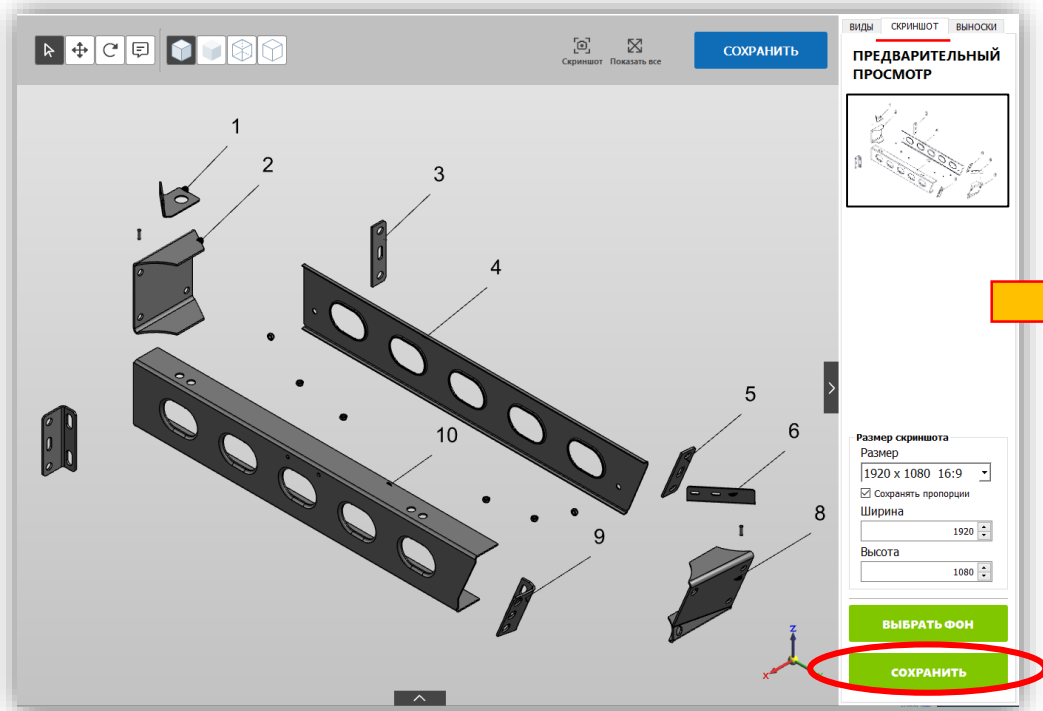 Скриншот Показать все
СОХРАНИТЬ
1
2
3
4
5
6
10
8
9
Z
X
ВИДЫ СКРИНШОТ ВЫНОСКИ
ПРЕДВАРИТЕЛЬНЫЙ
ПРОСМОТР
Размер скриншота
Размер
1920 x 1080 16:9
Сохранять пропорции
Ширина
1920
Высота
1080
ВЫБРАТЬ ФОН
СОХРАНИТЬ